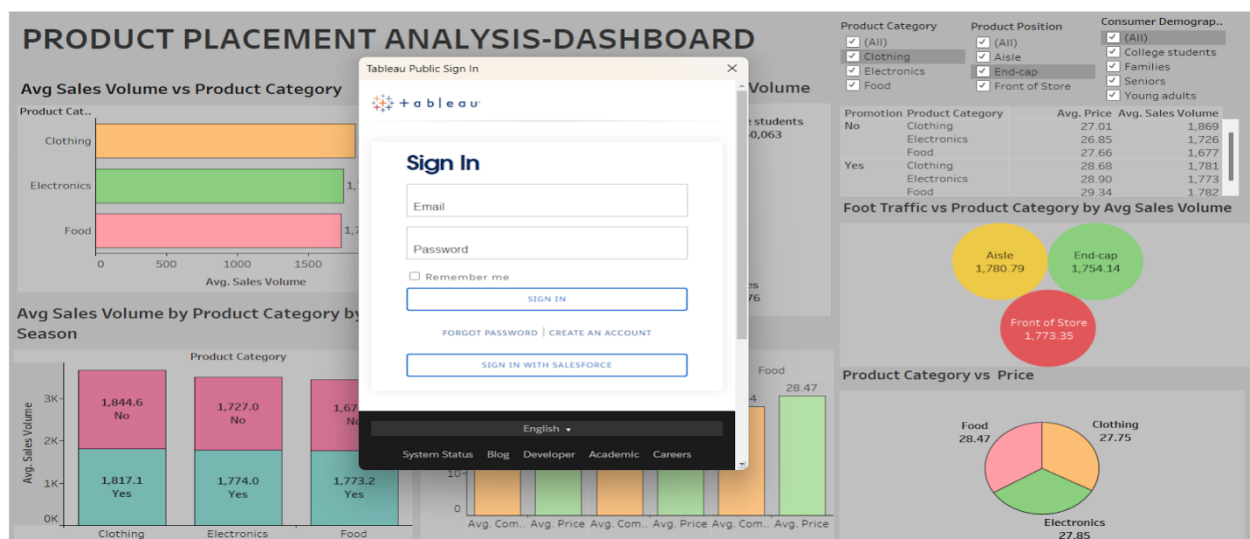 PRODUCT PLACEMENT ANALYSIS-DASHBOARD
Product Category
(All)
Clothing
Electronics
Food
Product Position
(All)
Aisle
End-cap
Front of Store
Consumer Demograp..
(All)
College students
Families
Seniors
Young adults
Tableau Public Sign In
+ableau
Sign In
Email
Password
Remember me
SIGN IN
FORGOT PASSWORD | CREATE AN ACCOUNT
SIGN IN WITH SALESFORCE
English
System Status Blog Developer Academic Careers
Avg Sales Volume vs Product Category
Product Cat..
Clothing
Electronics
Food
0 500 1000 1500
Avg. Sales Volume
Volume
students
Promotion Product Category Avg. Price Avg. Sales Volume
No Clothing 27.01 1,869
Electronics 26.85 1,726
Food 27.66 1,677
Yes Clothing 28.68 1,781
Electronics 28.90 1,773
Food 29.34 1,782
Foot Traffic vs Product Category by Avg Sales Volume
Aisle
1,780.79
End-cap
1,754.14
Front of Store
1,773.35
Avg Sales Volume by Product Category by
Season
Product Category
Avg. Sales Volume
3K
2K
1K
0K
1,844.6
No
1,727.0
No
1,817.1
Yes
1,774.0
Yes
1,773.2
Yes
Clothing Electronics Food
Food
28.47
10
0
Avg. Com.. Avg. Price Avg. Com.. Avg. Price Avg. Com.. Avg. Price
Product Category vs Price
Food
28.47
Clothing
27.75
Electronics
27.85